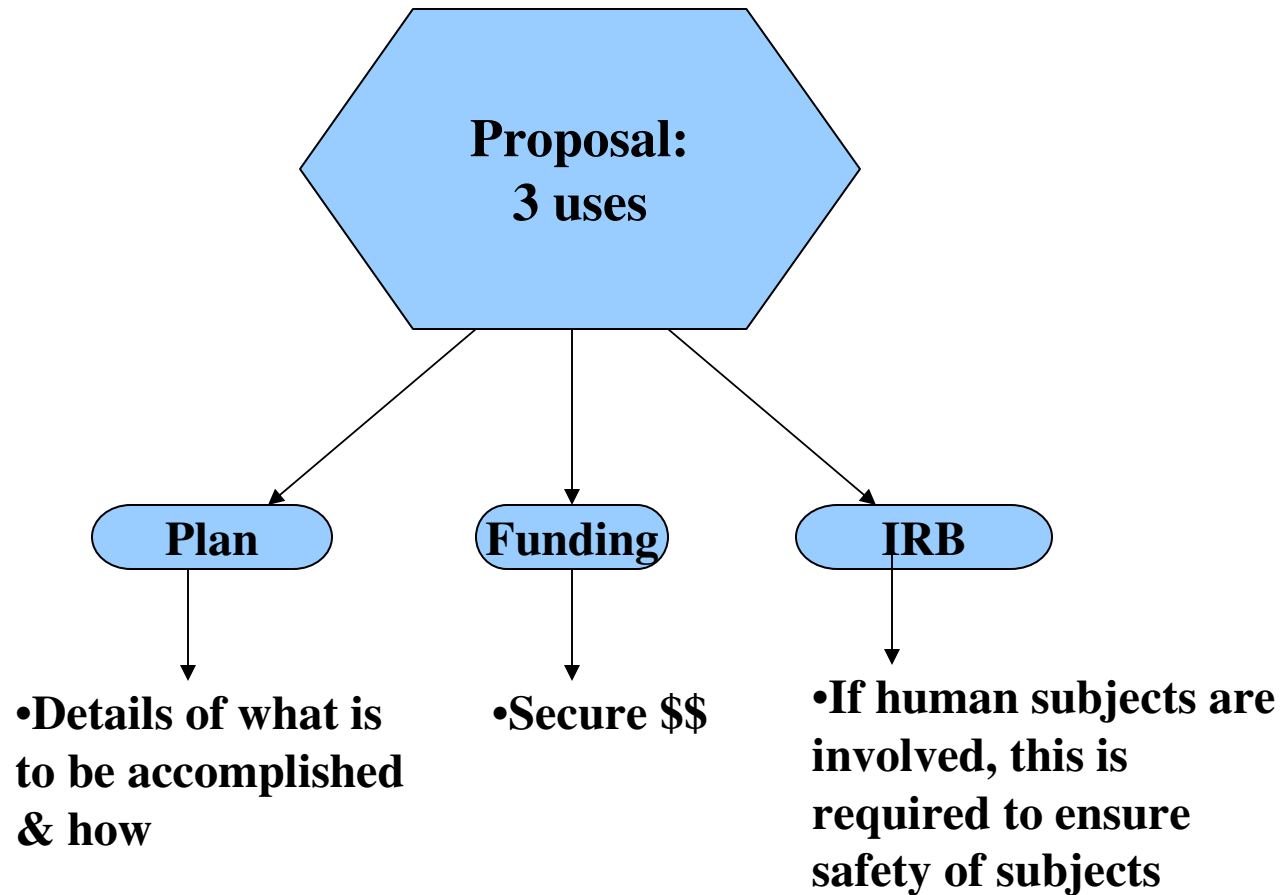 Proposal:
3 uses
Plan
Funding
IRB
•Details of what is
to be accomplished
& how
•Secure $$
•If human subjects are
involved, this is
required to ensure
safety of subjects